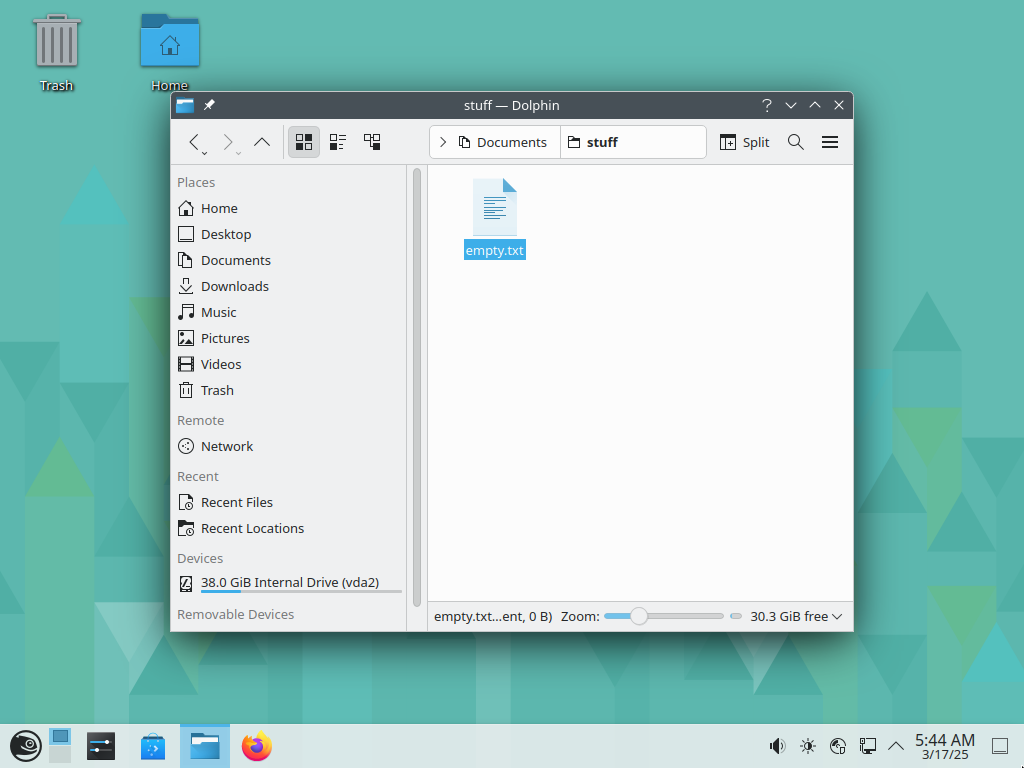 Trash
Home
stuff — Dolphin
Documents
stuff
Split
Places
Home
Desktop
Documents
Downloads
Music
Pictures
Videos
Trash
Remote
Network
Recent
Recent Files
Recent Locations
Devices
38.0 GiB Internal Drive (vda2)
Removable Devices
empty.txt
empty.txt...ent, 0 B)
Zoom:
30.3 GiB free
5:44 AM
3/17/25